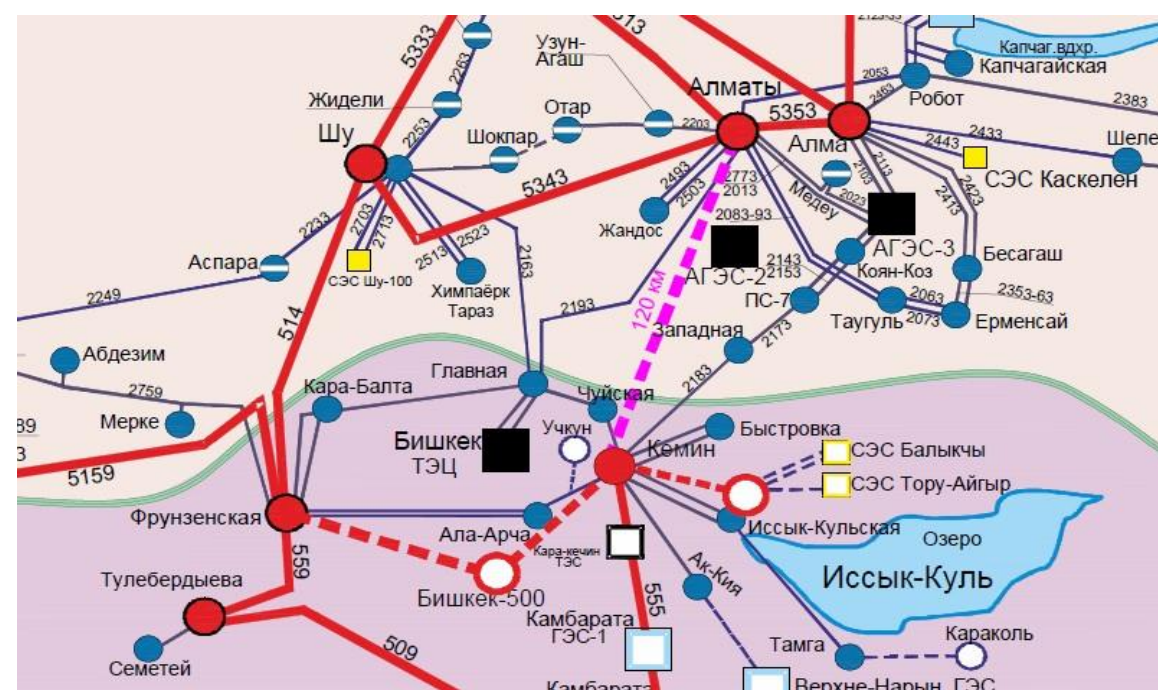 5333
2263
513
2123-33
Узун-
Агаш
Капчаг.вдхр.
Капчагайская
2053
Алматы
Робот
2463
2383
Жидели
Отар
5353
2203
2433
Шу
2253
Шокпар
Алма
2443
Шеле
2113
2103
СЭС Каскелен
2493
2503
5343
2773
2013
Медеу
2023
2423
2413
2703
2713
2233
Жандос
2083-93
АГЭС-3
2523
2513
2163
Аспара
СЭС Шу-100
АГЭС-2
2143
2153
Коян-Коз
Бесагаш
Химпаёрк
Тараз
ПС-7
2063
2353-63
2249
2193
120 км
Западная
2173
Таугуль
2073
Ерменсай
514
Абдезим
Главная
2183
Кара-Балта
Чуйская
2759
Мерке
Учкун
Быстровка
89
3
Бишкек
ТЭЦ
Кемин
СЭС Балыкчы
5159
СЭС Тору-Айгыр
Фрунзенская
Ала-Арча
Иссык-Кульская
Озеро
Кара-кечин
ТЭС
559
Ак-Кия
Иссык-Куль
Тулебердыева
Бишкек-500
555
Камбарата
ГЭС-1
Тамга
Караколь
509
Семетей
Камбарата
Верхне-Нарын. ГЭС